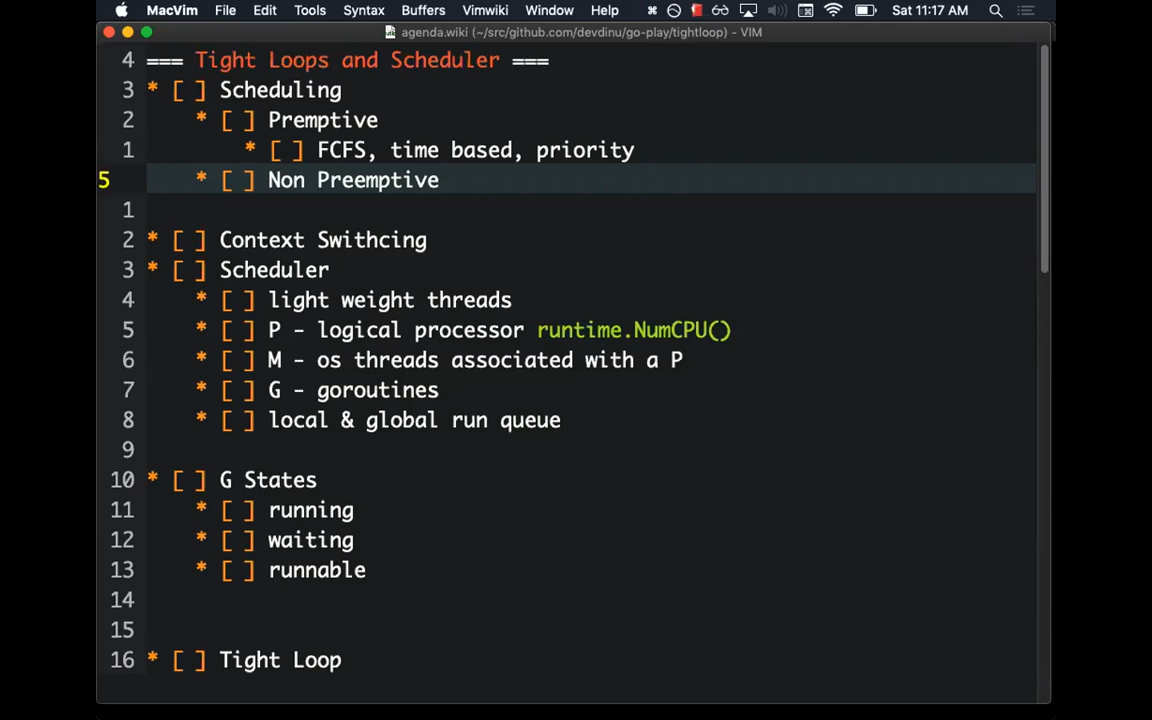 MacVim File Edit Tools Syntax Buffers Vimwiki Window Help Sat 11:17 AM
agenda.wiki (~/src/github.com/devdinu/go-play/tightloop) - VIM
4 === Tight Loops and Scheduler ===
3 * [ ] Scheduling
2 * [ ] Premptive
1 * [ ] FCFS, time based, priority
5 * [ ] Non Preemptive
1
2 * [ ] Context Swithcing
3 * [ ] Scheduler
4 * [ ] light weight threads
5 * [ ] P - logical processor runtime.NumCPU()
6 * [ ] M - os threads associated with a P
7 * [ ] G - goroutines
8 * [ ] local & global run queue
9
10 * [ ] G States
11 * [ ] running
12 * [ ] waiting
13 * [ ] runnable
14
15
16 * [ ] Tight Loop